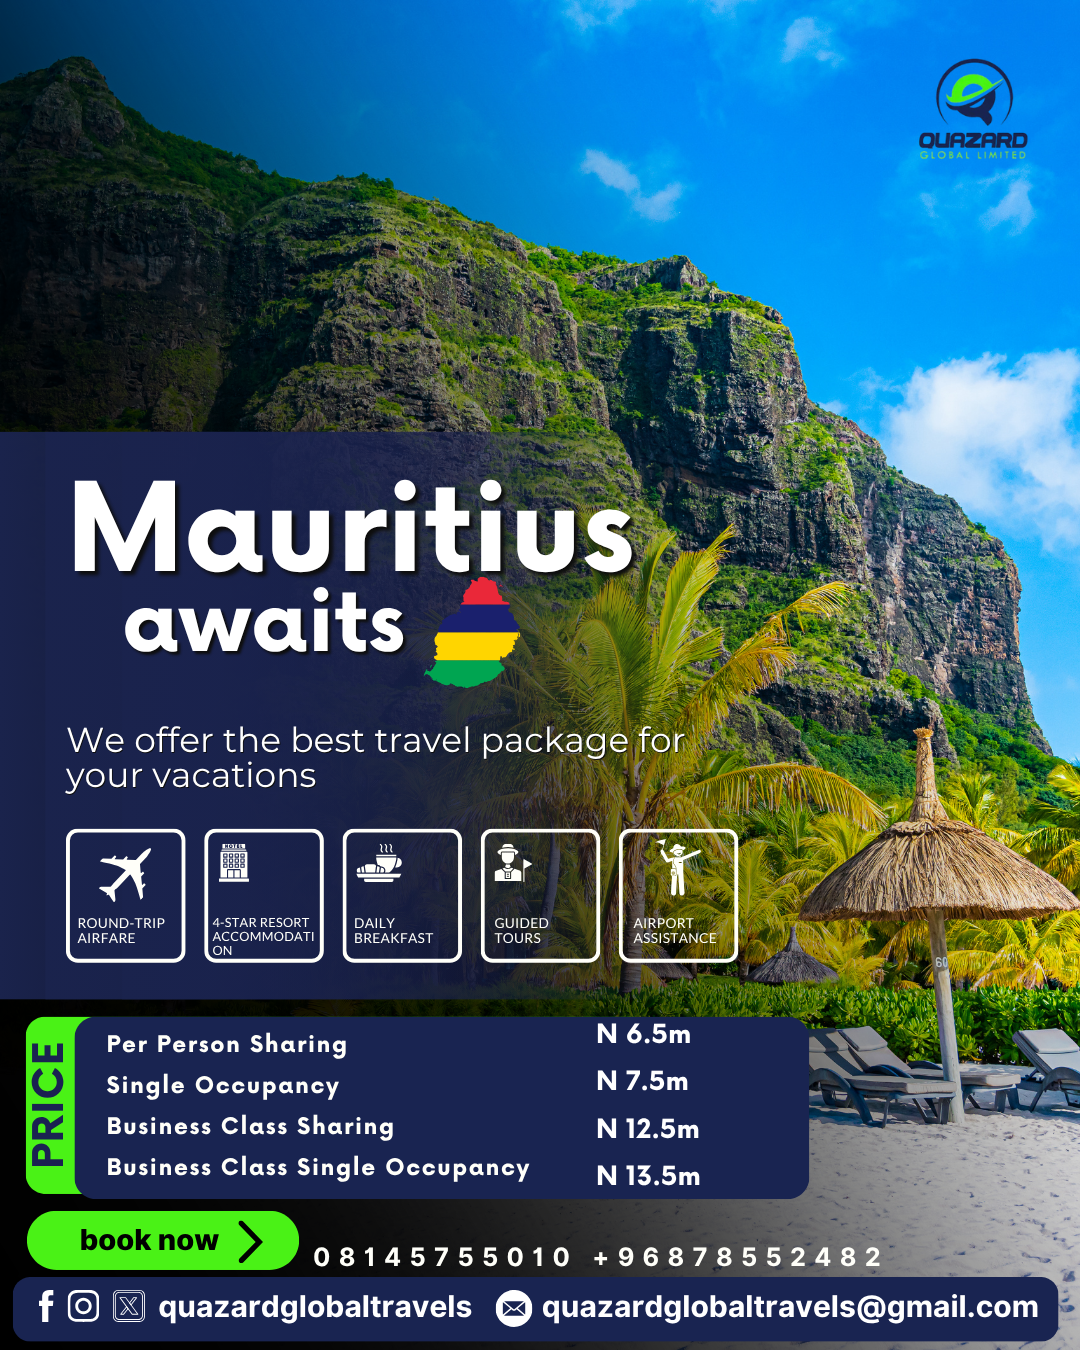 QUAZARD
GLOBAL LIMITED
Mauritius
awaits
We offer the best travel package for
your vacations
HOTEL
ROUND-TRIP
AIRFARE
4-STAR RESORT
ACCOMMODATI
ON
DAILY
BREAKFAST
GUIDED
TOURS
AIRPORT
ASSISTANCE
60
PRICE
Per Person Sharing N 6.5m
Single Occupancy N 7.5m
Business Class Sharing N 12.5m
Business Class Single Occupancy N 13.5m
book now
08145755010 +96878552482
quazardglobaltravels quazardglobaltravels@gmail.com